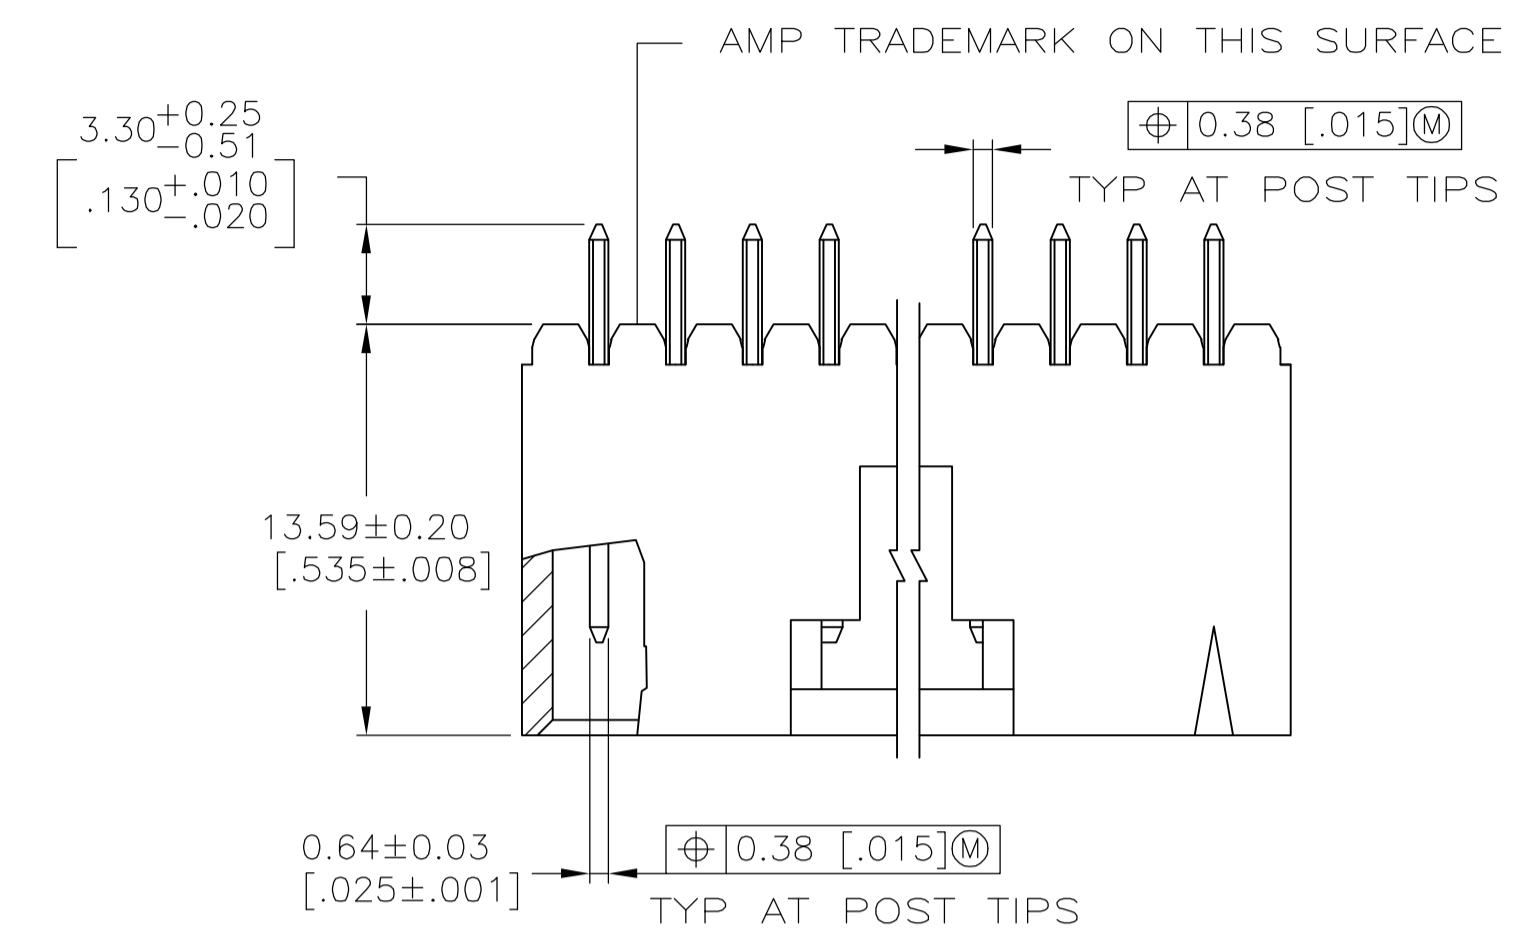 AMP TRADEMARK ON THIS SURFACE
3.30+0.25
−0.51
[.130+.010
−.020]
⌖ 0.38 [.015]Ⓜ
TYP AT POST TIPS
13.59±0.20
[.535±.008]
0.64±0.03
[.025±.001]
⌖ 0.38 [.015]Ⓜ
TYP AT POST TIPS